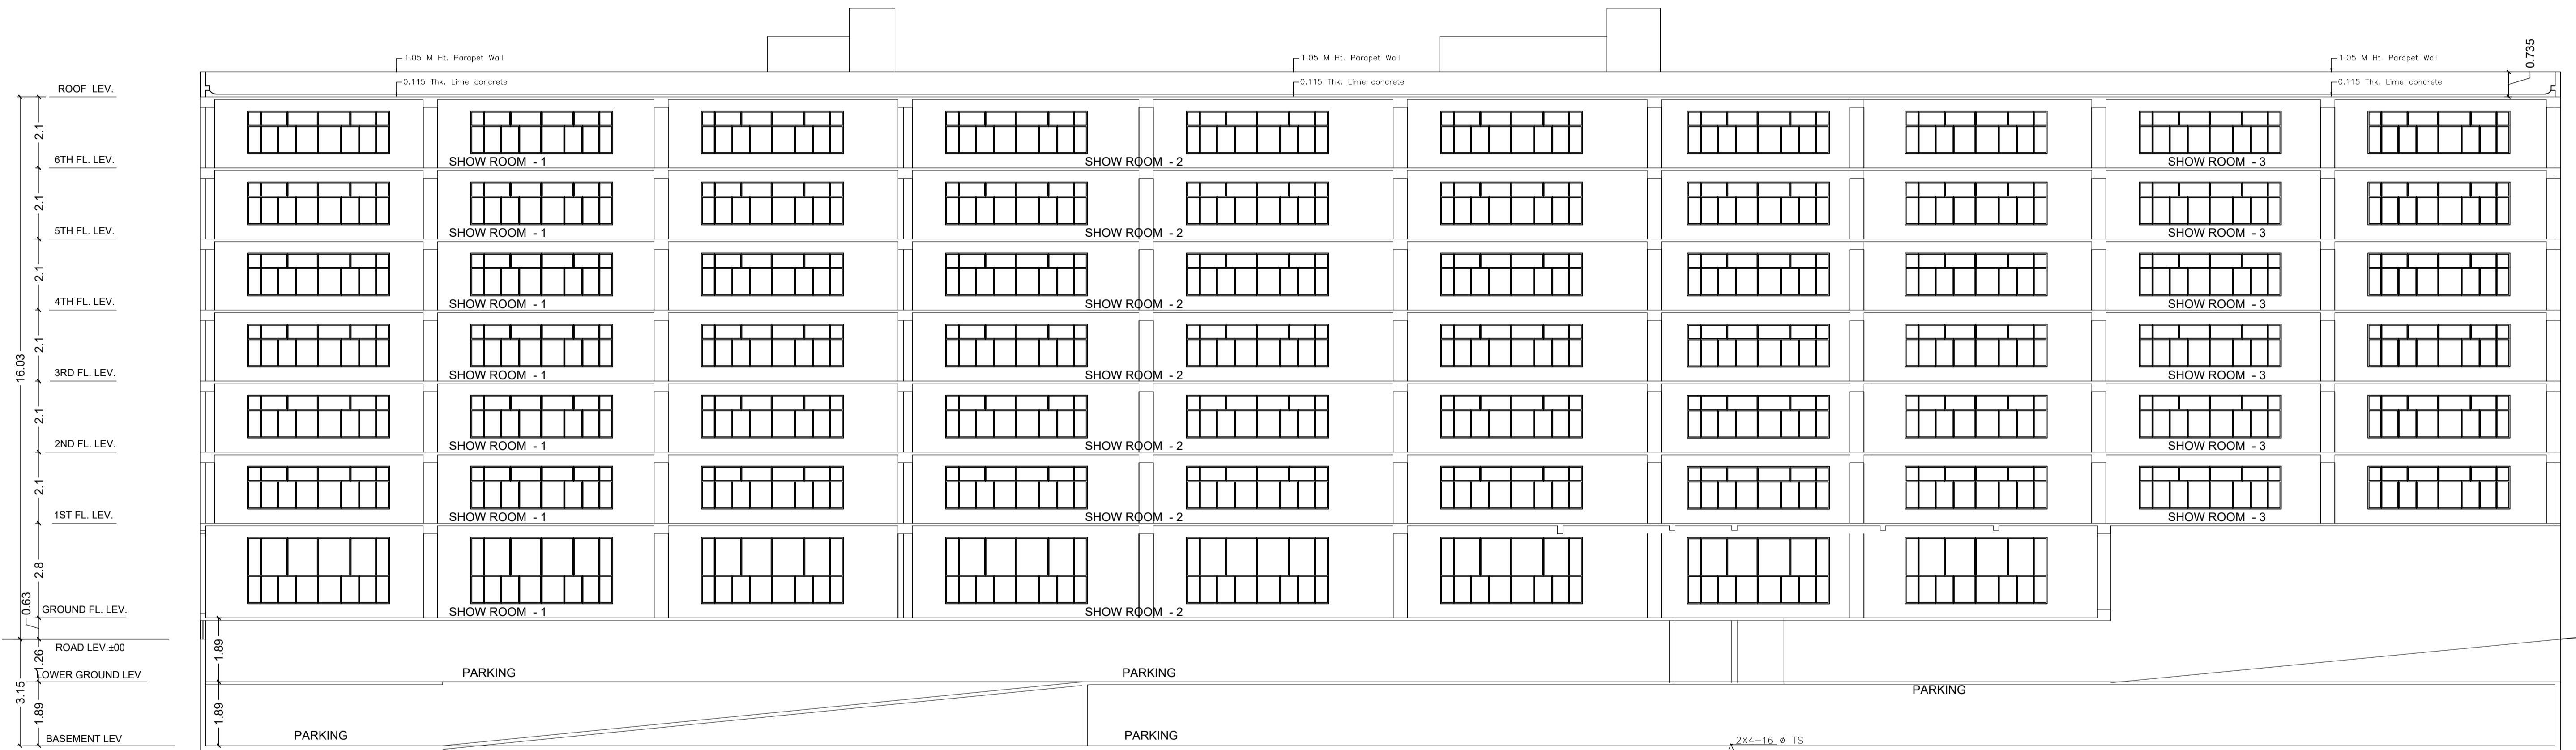 1.05 M Ht. Parapet Wall
1.05 M Ht. Parapet Wall
1.05 M Ht. Parapet Wall
0.735
0.115 Thk. Lime concrete
0.115 Thk. Lime concrete
0.115 Thk. Lime concrete
ROOF LEV.
2.1
6TH FL. LEV.
SHOW ROOM - 1
SHOW ROOM - 2
SHOW ROOM - 3
2.1
5TH FL. LEV.
SHOW ROOM - 1
SHOW ROOM - 2
SHOW ROOM - 3
2.1
4TH FL. LEV.
SHOW ROOM - 1
SHOW ROOM - 2
SHOW ROOM - 3
2.1
16.03
3RD FL. LEV.
SHOW ROOM - 1
SHOW ROOM - 2
SHOW ROOM - 3
2.1
2ND FL. LEV.
SHOW ROOM - 1
SHOW ROOM - 2
SHOW ROOM - 3
2.1
1ST FL. LEV.
SHOW ROOM - 1
SHOW ROOM - 2
SHOW ROOM - 3
2.8
0.63
GROUND FL. LEV.
SHOW ROOM - 1
SHOW ROOM - 2
ROAD LEV.±00
1.26
1.89
LOWER GROUND LEV
PARKING
PARKING
PARKING
3.15
1.89
1.89
BASEMENT LEV
PARKING
PARKING
2X4-16 ø TS